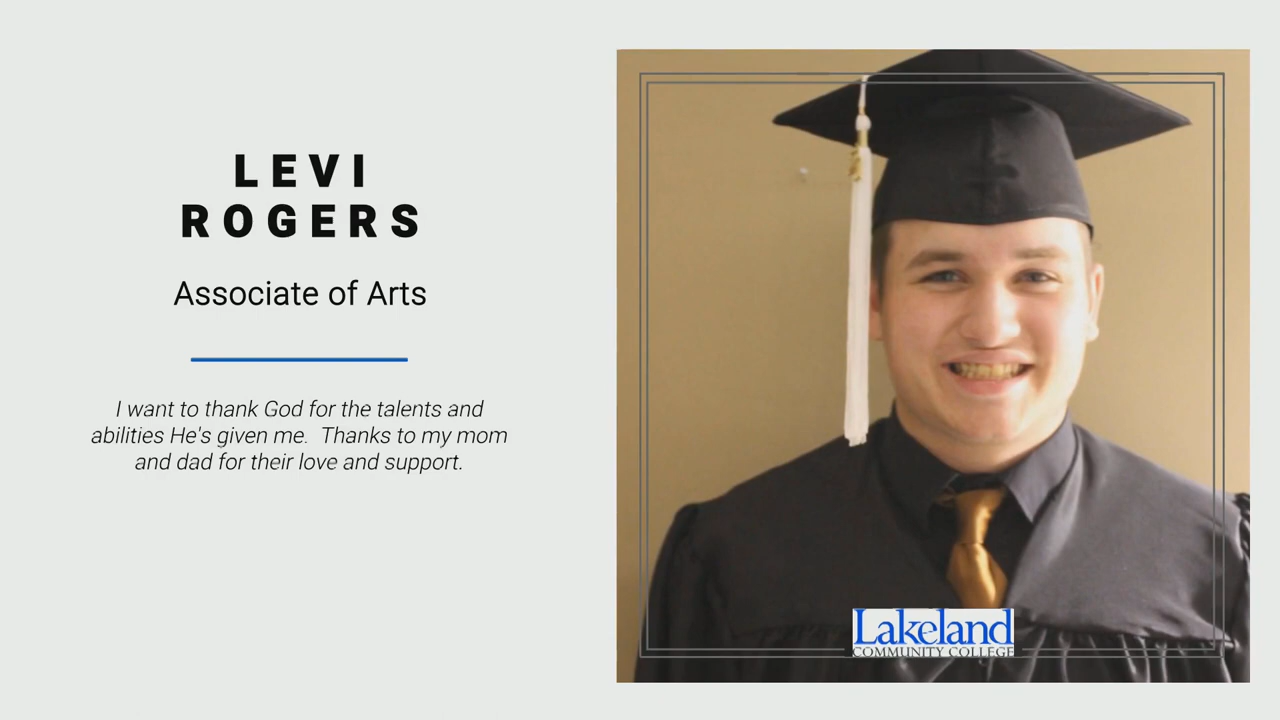 LEVI
ROGERS
Associate of Arts
I want to thank God for the talents and
abilities He's given me.  Thanks to my mom
and dad for their love and support.
Lakeland
COMMUNITY COLLEGE